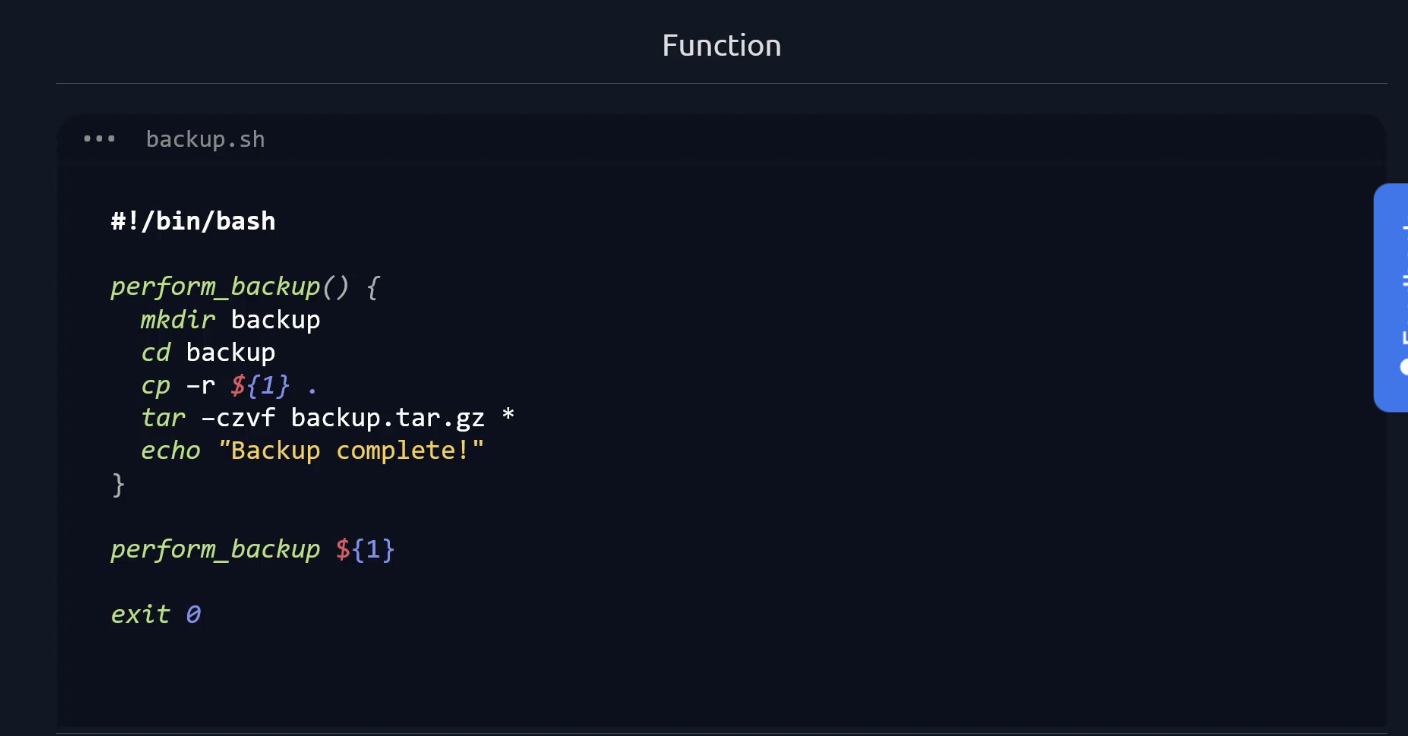 Function
backup.sh
#!/bin/bash
perform_backup() {
  mkdir backup
  cd backup
  cp -r ${1} .
  tar -czvf backup.tar.gz *
  echo "Backup complete!"
}
perform_backup ${1}
exit 0